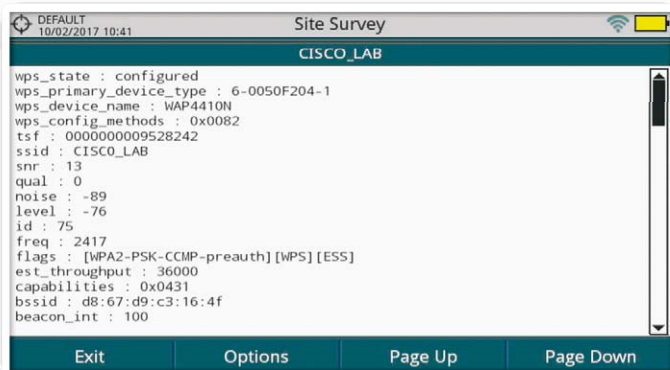 DEFAULT
10/02/2017 10:41
Site Survey
CISCO_LAB
wps_state : configured
wps_primary_device_type : 6-0050F204-1
wps_device_name : WAP4410N
wps_config_methods : 0x0082
tsf : 0000000009528242
ssid : CISCO_LAB
snr : 13
qual : 0
noise : -89
level : -76
id : 75
freq : 2417
flags : [WPA2-PSK-CCMP-preauth][WPS][ESS]
est_throughput : 36000
capabilities : 0x0431
bssid : d8:67:d9:c3:16:4f
beacon_int : 100
Exit
Options
Page Up
Page Down